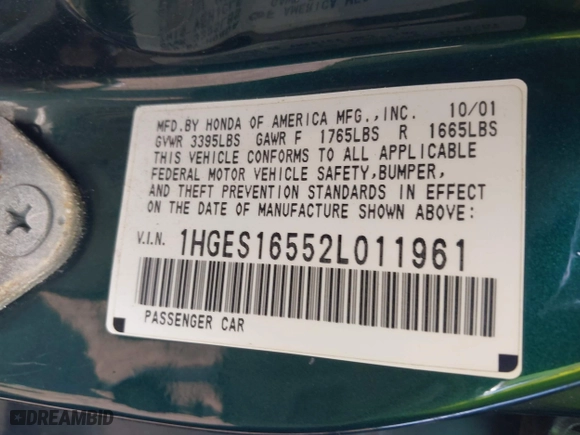 MFD.BY HONDA OF AMERICA MFG.,INC. 10/01
GVWR 3395LBS GAWR F 1765LBS R 1665LBS
THIS VEHICLE CONFORMS TO ALL APPLICABLE
FEDERAL MOTOR VEHICLE SAFETY,BUMPER,
AND THEFT PREVENTION STANDARDS IN EFFECT
ON THE DATE OF MANUFACTURE SHOWN ABOVE:
V.I.N. 1HGES16552L011961
PASSENGER CAR
DREAMBID